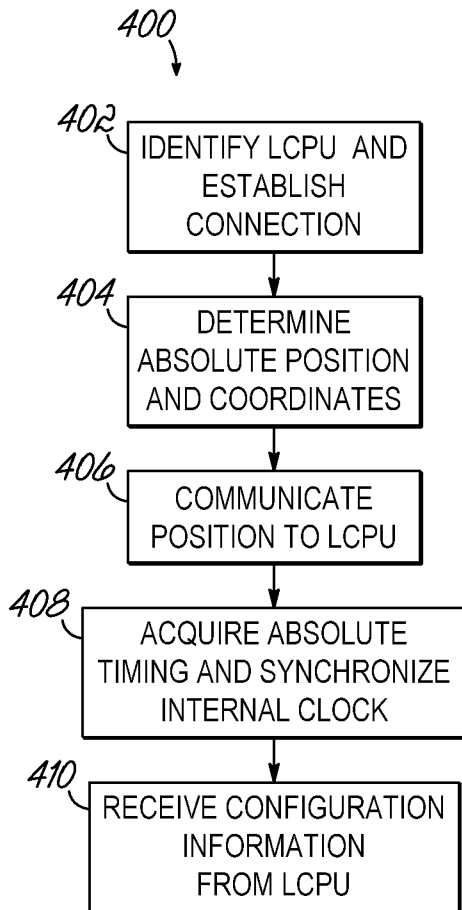 400
402
IDENTIFY LCPU AND
ESTABLISH
CONNECTION
404
DETERMINE
ABSOLUTE POSITION
AND COORDINATES
406
COMMUNICATE
POSITION TO LCPU
408
ACQUIRE ABSOLUTE
TIMING AND SYNCHRONIZE
INTERNAL CLOCK
410
RECEIVE CONFIGURATION
INFORMATION
FROM LCPU